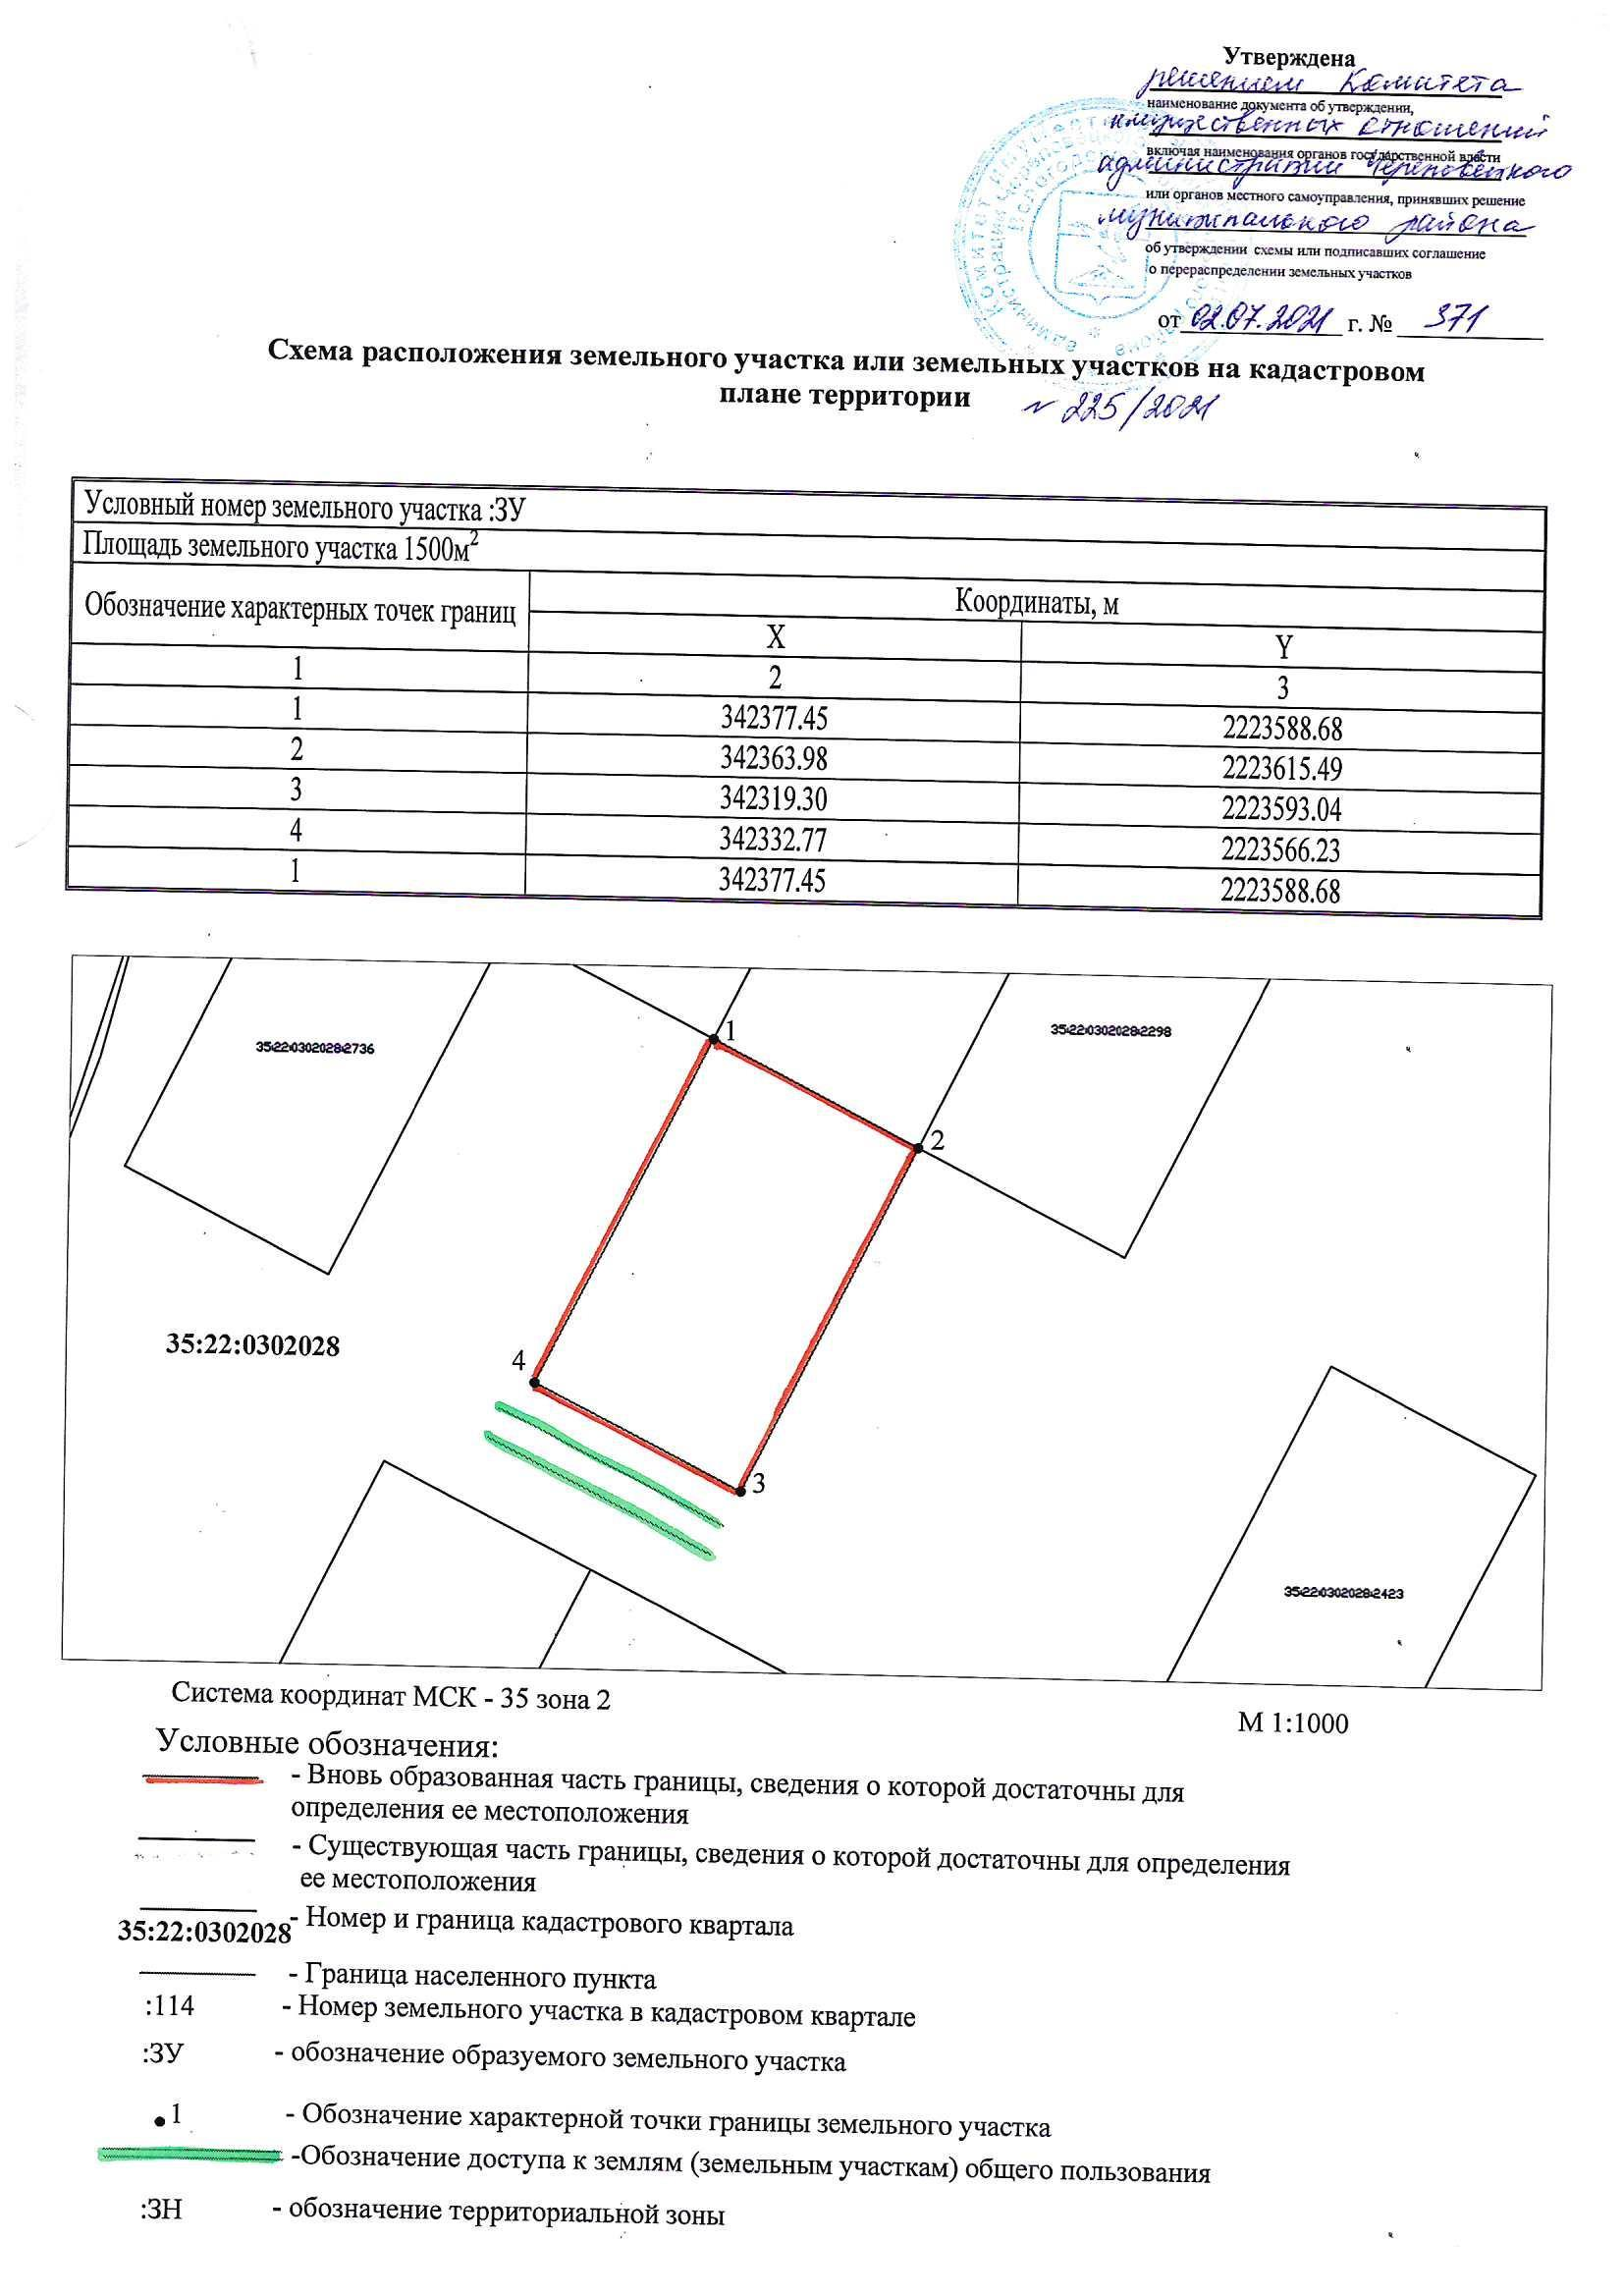 Утверждена
решением Комитета
наименование документа об утверждении,
имущественных отношений
включая наименования органов государственной власти
администрации Череповецкого
или органов местного самоуправления, принявших решение
муниципального района
об утверждении схемы или подписавших соглашение
о перераспределении земельных участков
от 02.07.2021 г. № 371
Схема расположения земельного участка или земельных участков на кадастровом
плане территории № 225/2021
Условный номер земельного участка :ЗУ
Площадь земельного участка 1500м²
Обозначение характерных точек границ Координаты, м
X Y
1 2 3
1 342377.45 2223588.68
2 342363.98 2223615.49
3 342319.30 2223593.04
4 342332.77 2223566.23
1 342377.45 2223588.68
35:22:0302028:2736
1
35:22:0302028:2298
2
35:22:0302028
4
3
35:22:0302028:2423
Система координат МСК - 35 зона 2
М 1:1000
Условные обозначения:
- Вновь образованная часть границы, сведения о которой достаточны для
определения ее местоположения
- Существующая часть границы, сведения о которой достаточны для определения
ее местоположения
35:22:0302028 - Номер и граница кадастрового квартала
- Граница населенного пункта
:114 - Номер земельного участка в кадастровом квартале
:ЗУ - обозначение образуемого земельного участка
1 - Обозначение характерной точки границы земельного участка
-Обозначение доступа к землям (земельным участкам) общего пользования
:ЗН - обозначение территориальной зоны